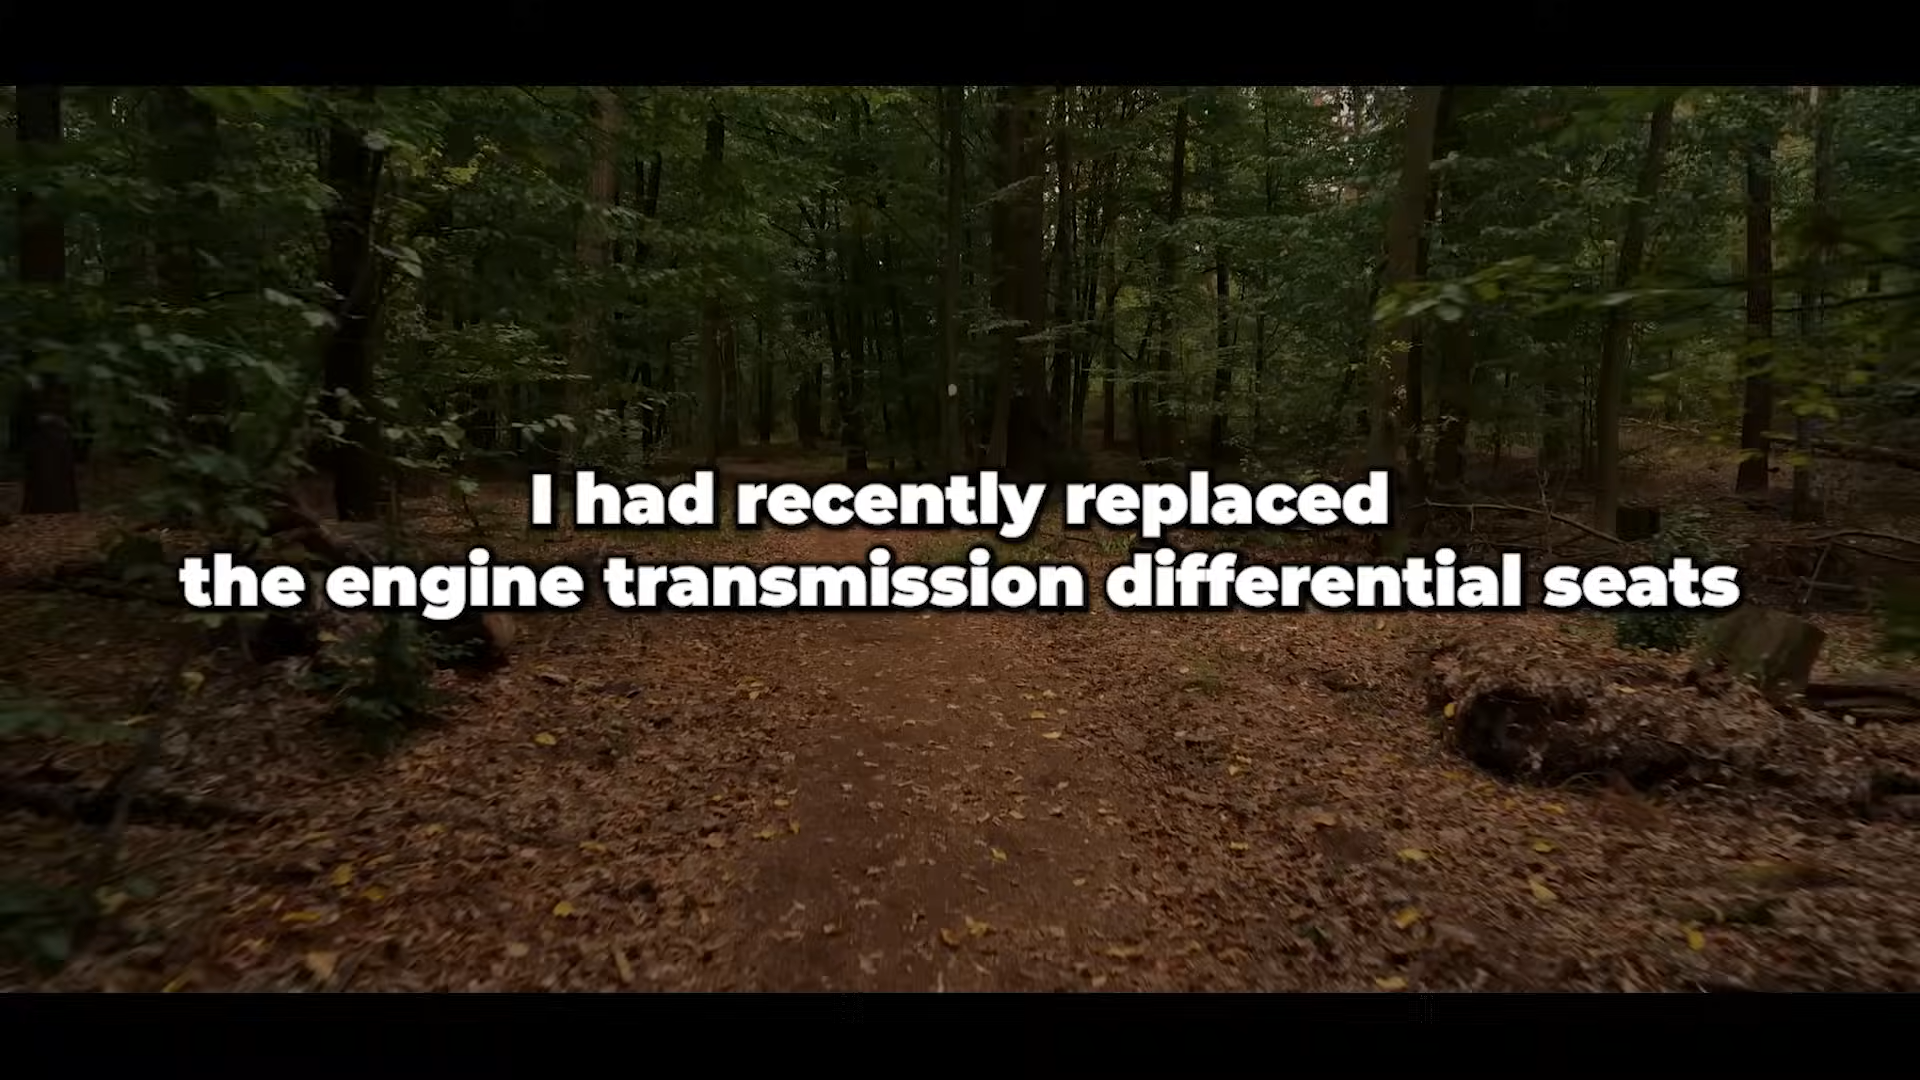 I had recently replaced
the engine transmission differential seats